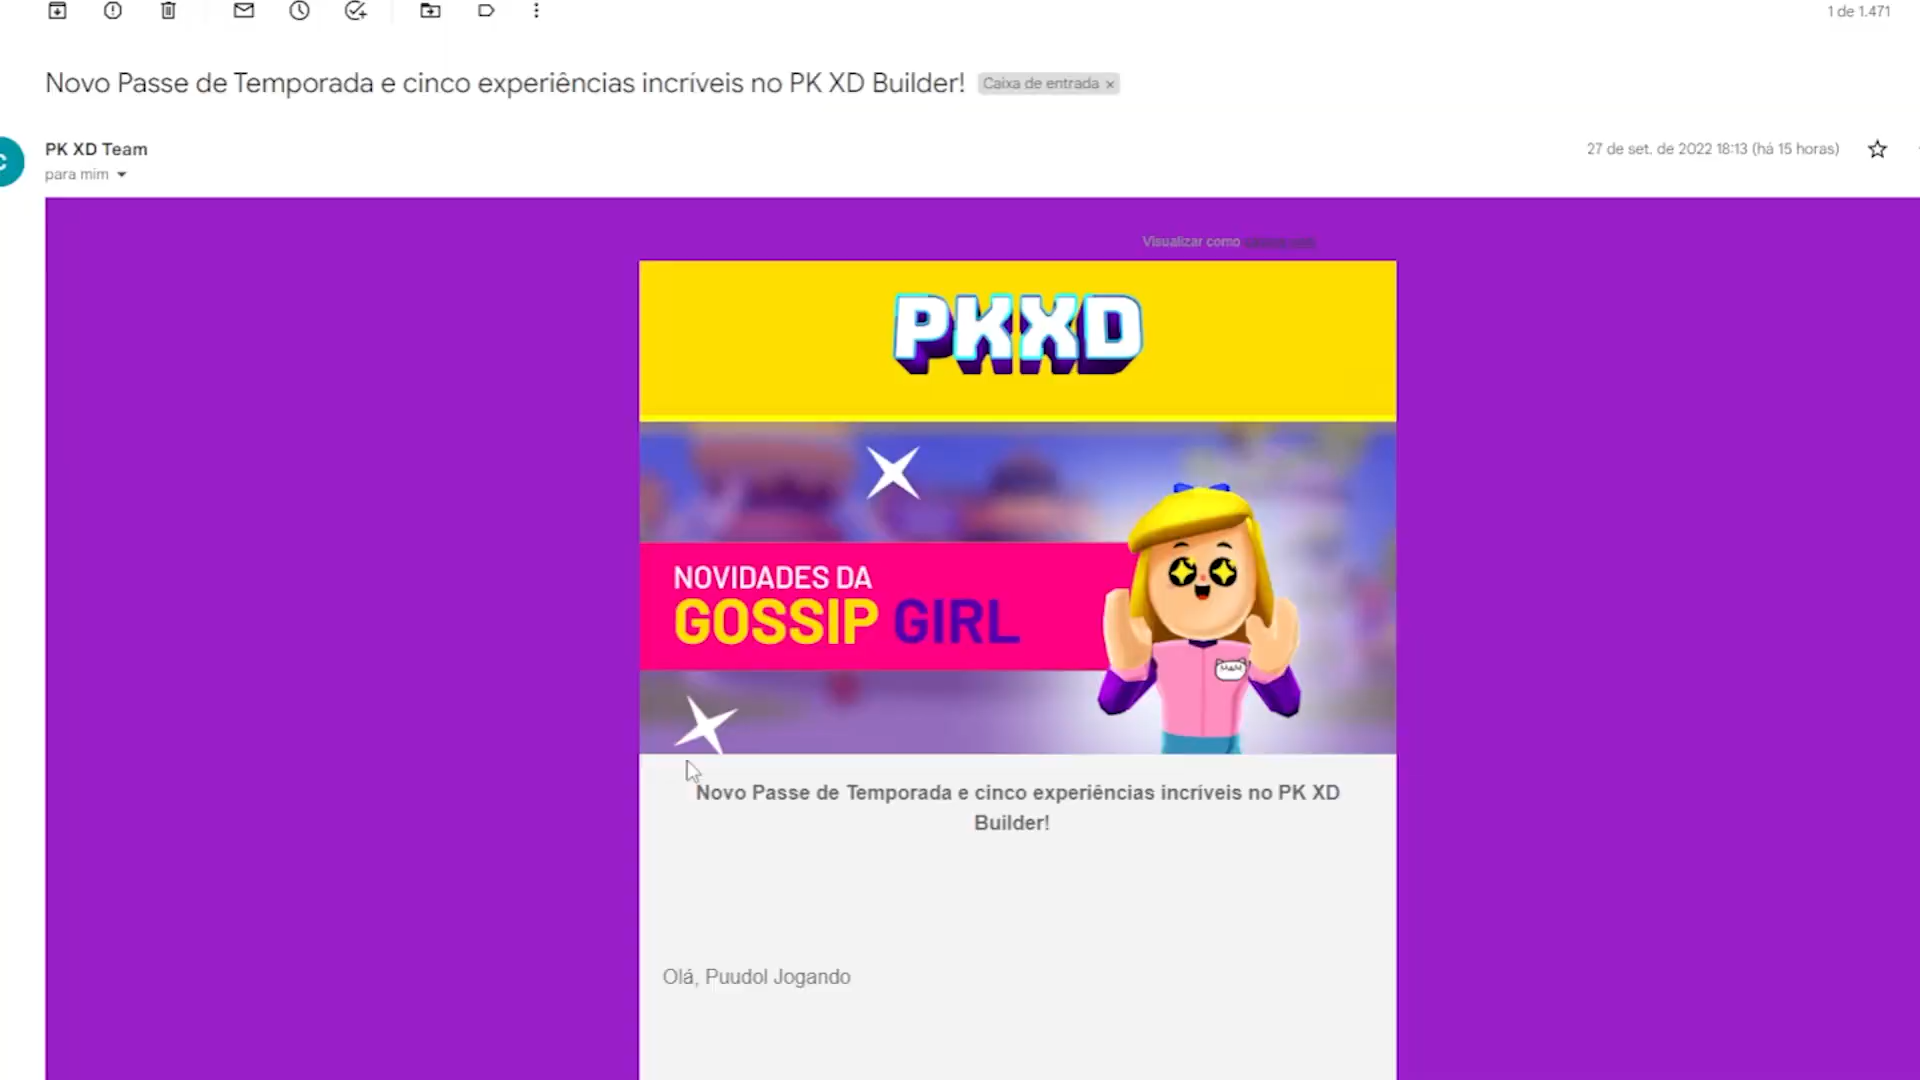 1 de 1.471
Novo Passe de Temporada e cinco experiências incríveis no PK XD Builder! Caixa de entrada ×
PK XD Team
27 de set. de 2022 18:13 (há 15 horas)
para mim
Visualizar como
PKXD
NOVIDADES DA
GOSSIP GIRL
Novo Passe de Temporada e cinco experiências incríveis no PK XD
Builder!
Olá, Puudol Jogando